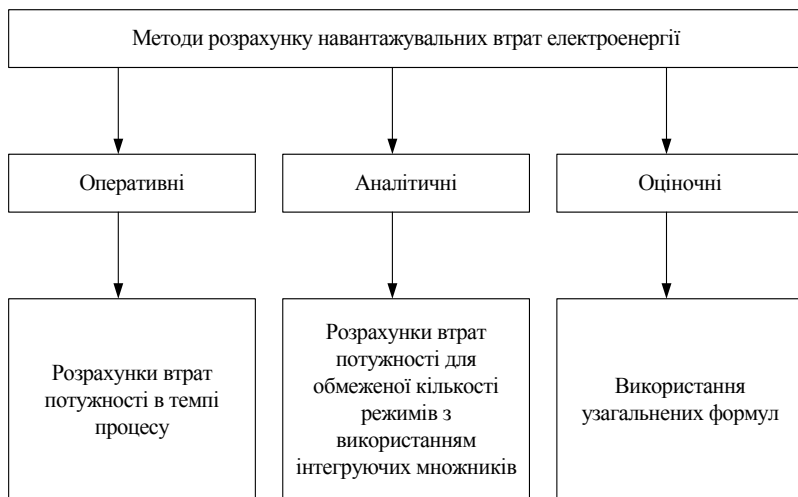 Методи розрахунку навантажувальних втрат електроенергії
Оперативні
Аналітичні
Оціночні
Розрахунки втрат
потужності в темпі
процесу
Розрахунки втрат
потужності для
обмеженої кількості
режимів з
використанням
інтегруючих множників
Використання
узагальнених формул